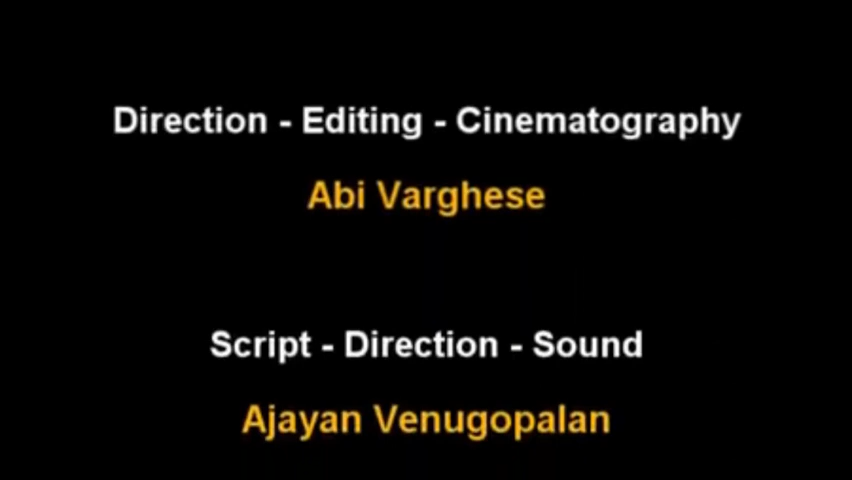 Direction - Editing - Cinematography
Abi Varghese
Script - Direction - Sound
Ajayan Venugopalan